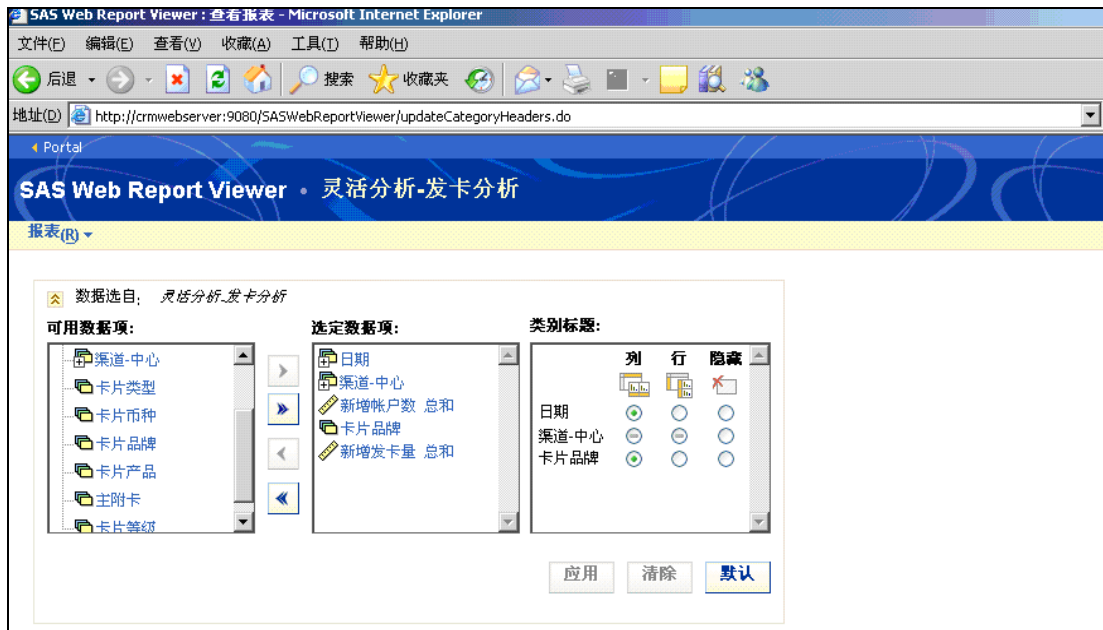 SAS Web Report Viewer : 查看报表 - Microsoft Internet Explorer
文件(F) 编辑(E) 查看(V) 收藏(A) 工具(T) 帮助(H)
后退 搜索 收藏夹
地址(D) http://crmwebserver:9080/SASWebReportViewer/updateCategoryHeaders.do
Portal
SAS Web Report Viewer • 灵活分析-发卡分析
报表(R)
数据选自: 灵活分析-发卡分析
可用数据项:
渠道-中心
卡片类型
卡片币种
卡片品牌
卡片产品
主附卡
卡片等级
选定数据项:
日期
渠道-中心
新增帐户数 总和
卡片品牌
新增发卡量 总和
类别标题:
列 行 隐藏
日期
渠道-中心
卡片品牌
应用 清除 默认